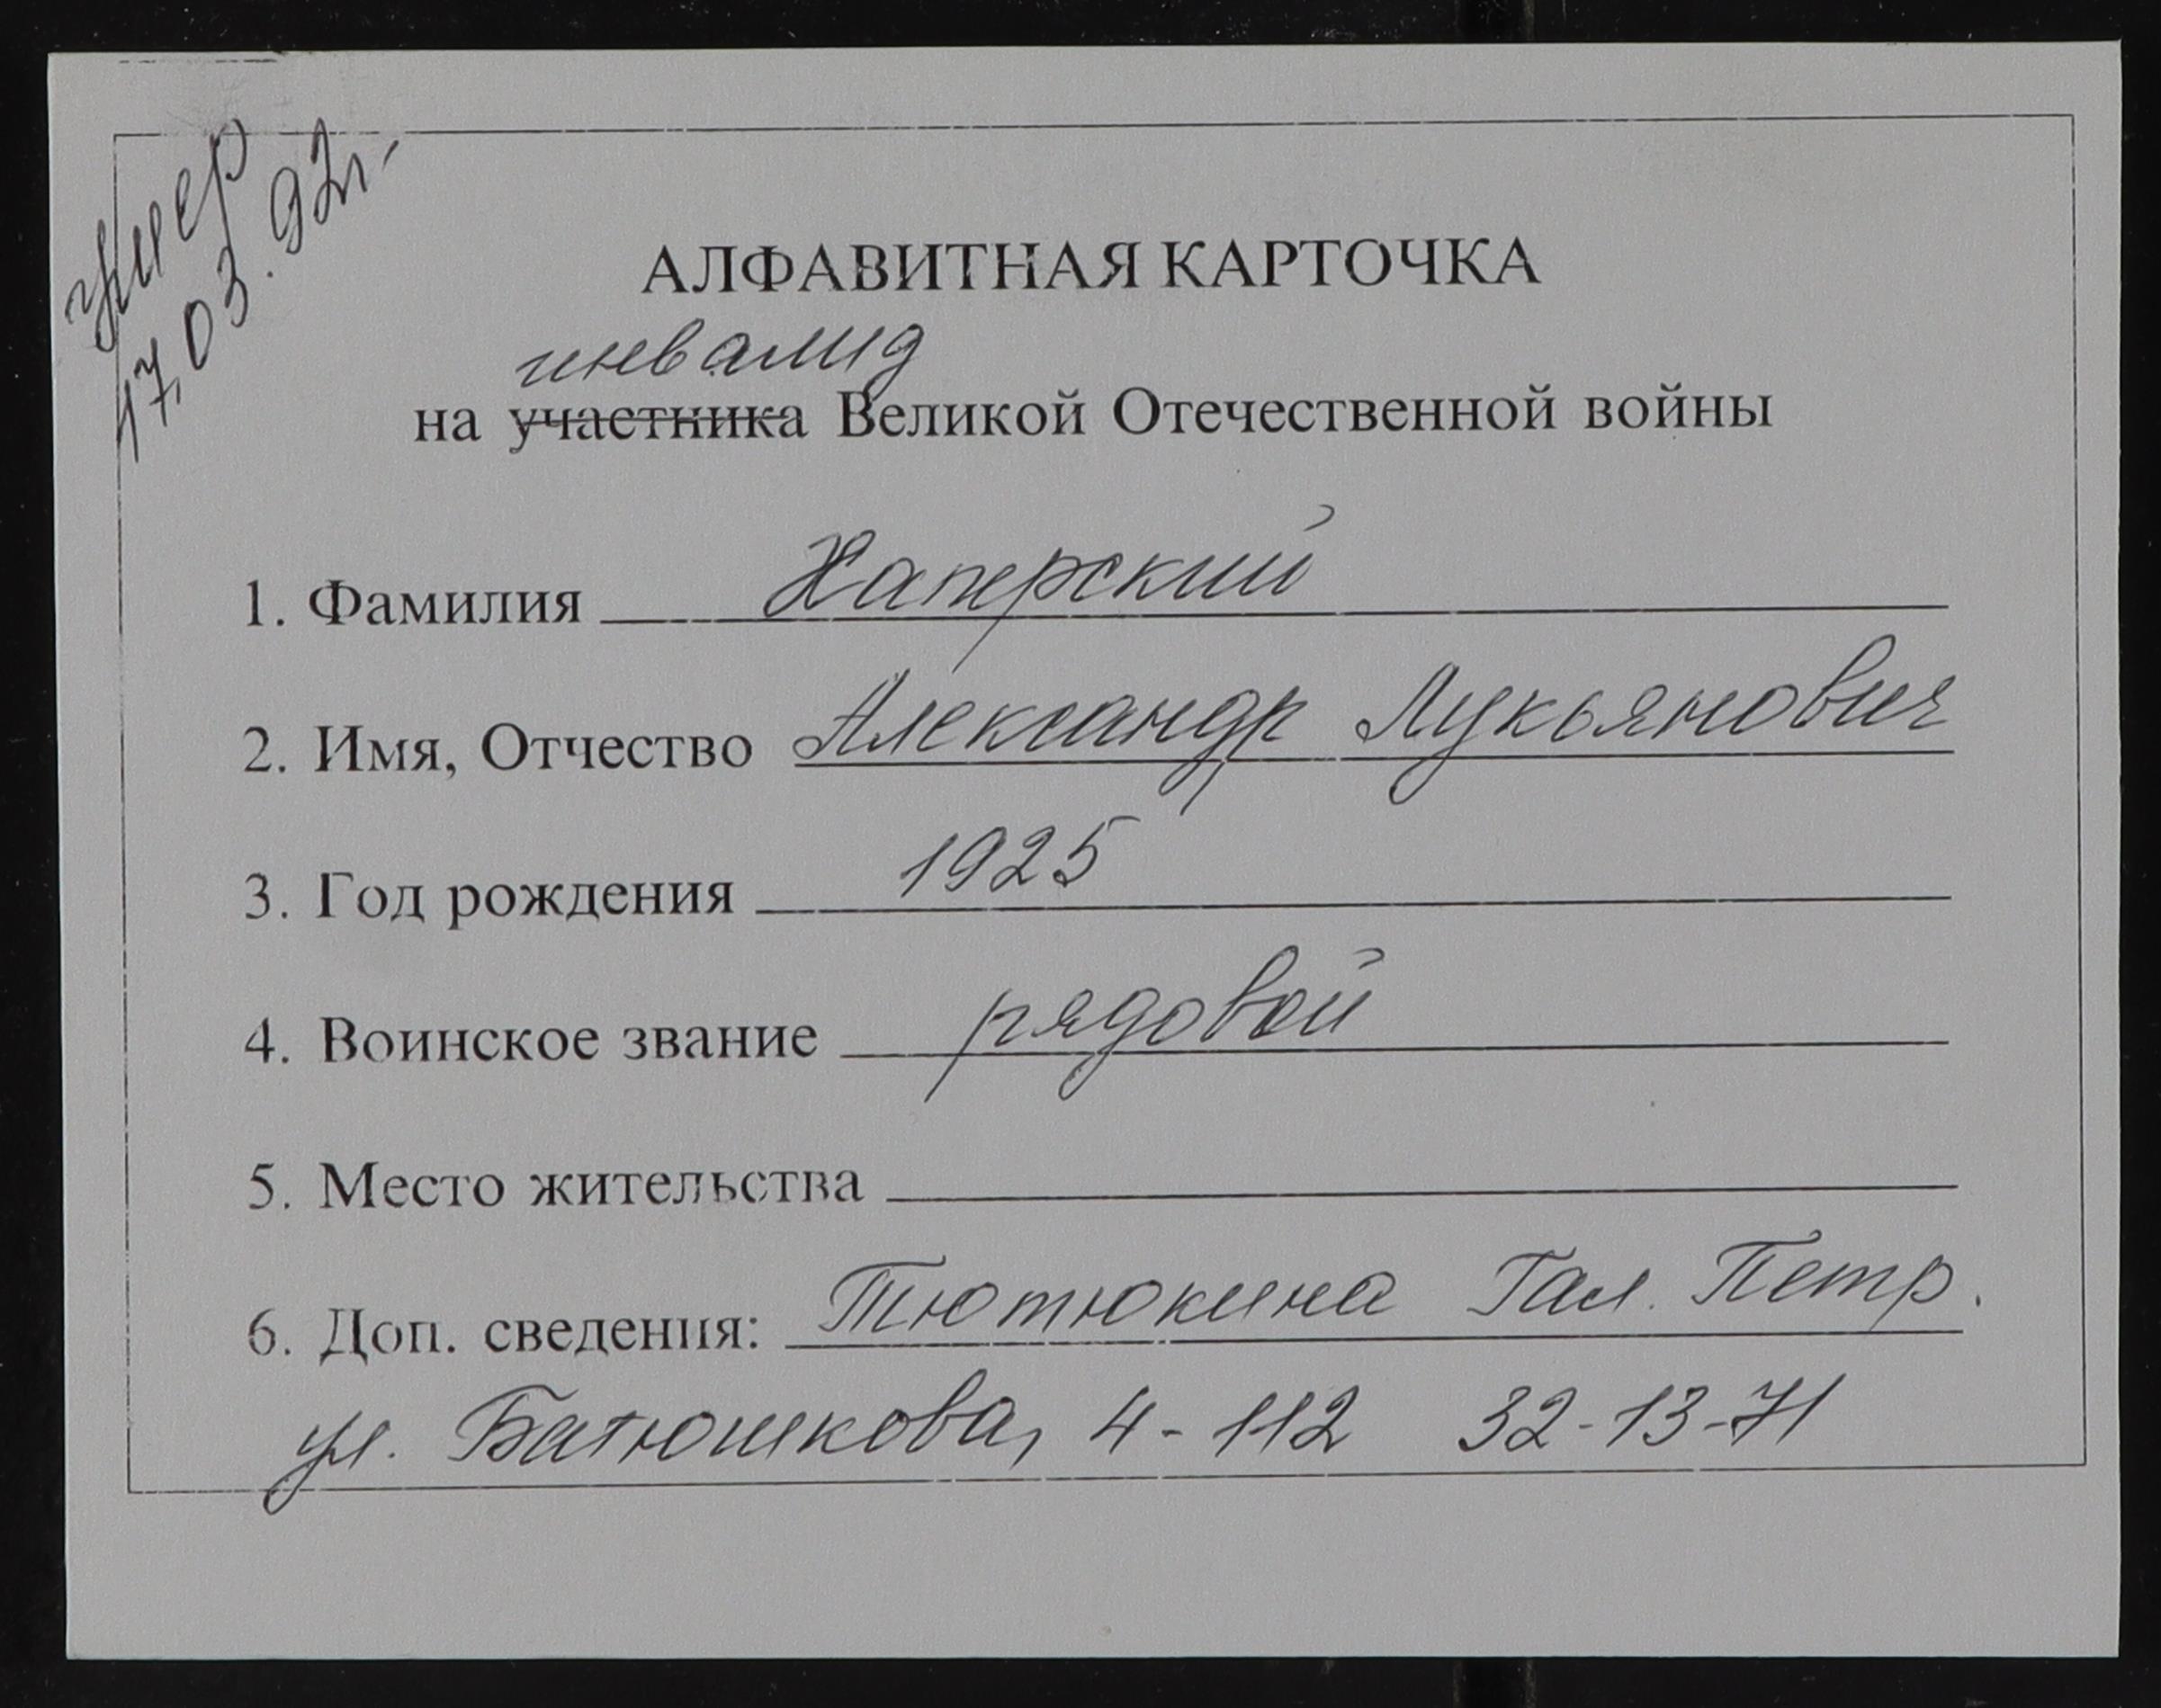 умер
17.03.92г.
АЛФАВИТНАЯ КАРТОЧКА
инвалид
на участника Великой Отечественной войны
1. Фамилия Хаперский
2. Имя, Отчество Александр Лукьянович
3. Год рождения 1925
4. Воинское звание рядовой
5. Место жительства
6. Доп. сведения: Тютюкина Гал. Петр.
ул. Батюшкова, 4-112 32-13-71